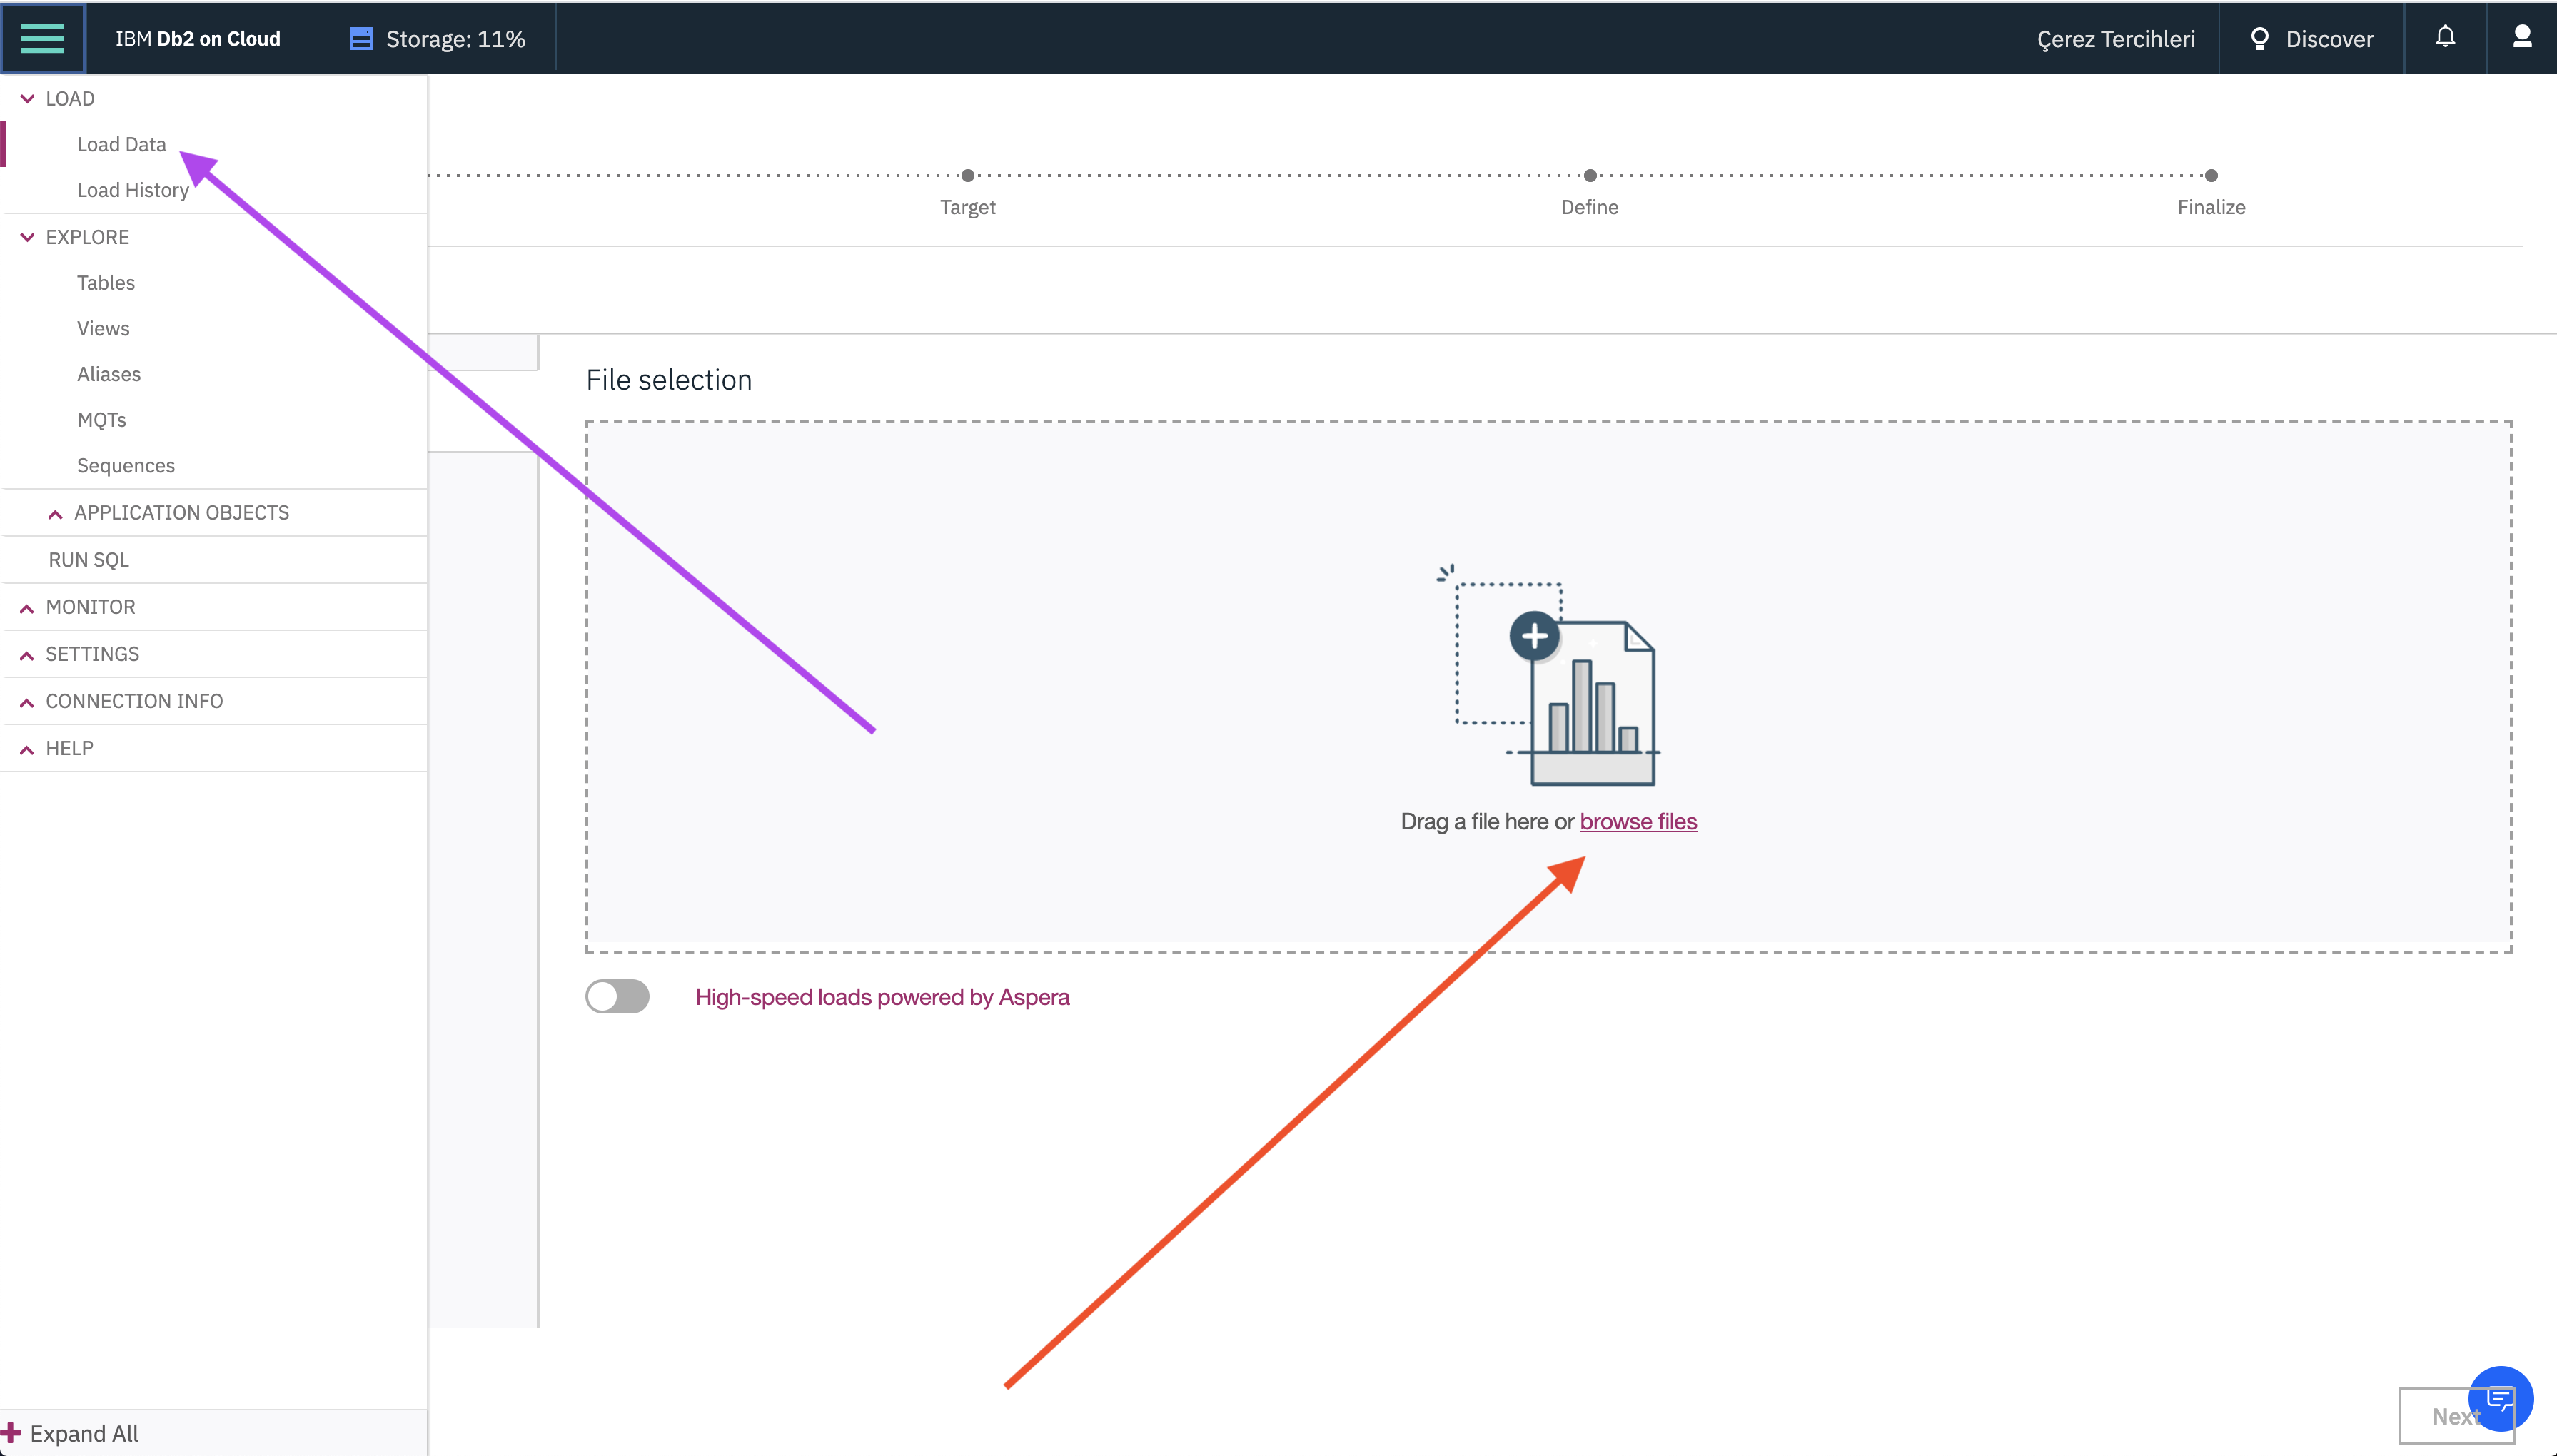 IBM Db2 on Cloud
Storage: 11%
Çerez Tercihleri
Discover
LOAD
Load Data
Load History
EXPLORE
Tables
Views
Aliases
MQTs
Sequences
APPLICATION OBJECTS
RUN SQL
MONITOR
SETTINGS
CONNECTION INFO
HELP
Expand All
Target
Define
Finalize
File selection
Drag a file here or browse files
High-speed loads powered by Aspera
Next